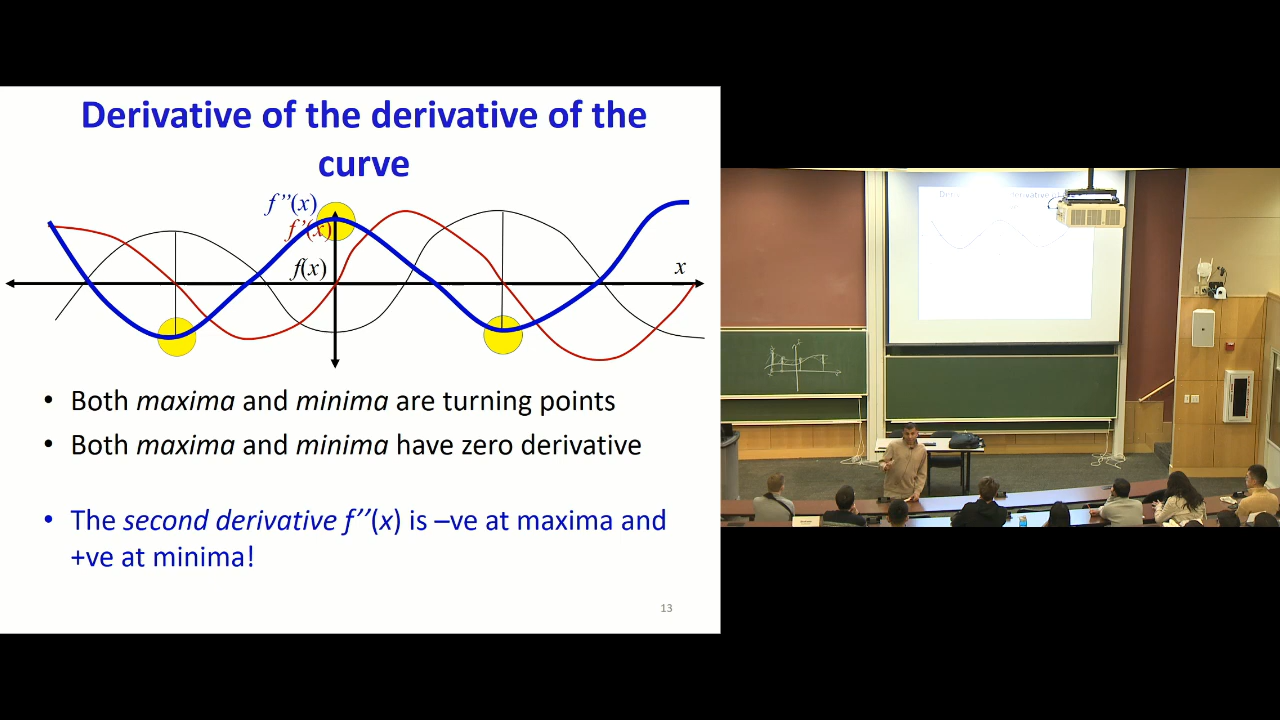 Derivative of the derivative of the
curve
f’’(x)
f’(x)
f(x)
x
• Both maxima and minima are turning points
• Both maxima and minima have zero derivative
• The second derivative f’’(x) is –ve at maxima and
+ve at minima!
13